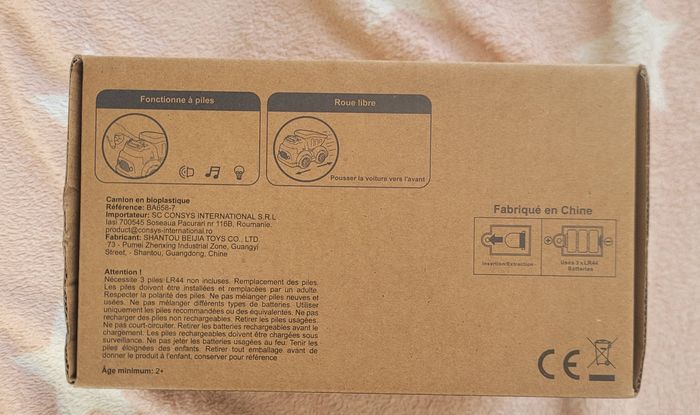 Fonctionne à piles
Roue libre
Pousser la voiture vers l'avant
Camion en bioplastique
Référence: BA658-7
Importateur: SC CONSYS INTERNATIONAL S.R.L
Iasi 700545 Soseaua Pacurari nr 116B, Roumanie.
product@consys-international.ro
Fabricant: SHANTOU BEIJIA TOYS CO., LTD
73 - Pumei Zhenxing Industrial Zone, Guangyi
Street, - Shantou, Guangdong, Chine
Attention !
Nécessite 3 piles LR44 non incluses. Remplacement des piles.
Les piles doivent être installées et remplacées par un adulte.
Respecter la polarité des piles. Ne pas mélanger piles neuves et
usées. Ne pas mélanger différents types de batteries. Utiliser
uniquement les piles recommandées ou des équivalentes. Ne pas
recharger des piles non rechargeables. Retirer les piles usagées.
Ne pas court-circuiter. Retirer les batteries rechargeables avant le
chargement. Les piles rechargeables doivent être chargées sous
surveillance. Ne pas jeter les batteries usagées au feu. Tenir les
piles éloignées des enfants. Retirer tout emballage avant de
donner le produit à l'enfant, conserver pour référence
Âge minimum: 2+
Fabriqué en Chine
Insertion/Extraction
Uses 3 x LR44
Batteries
CE